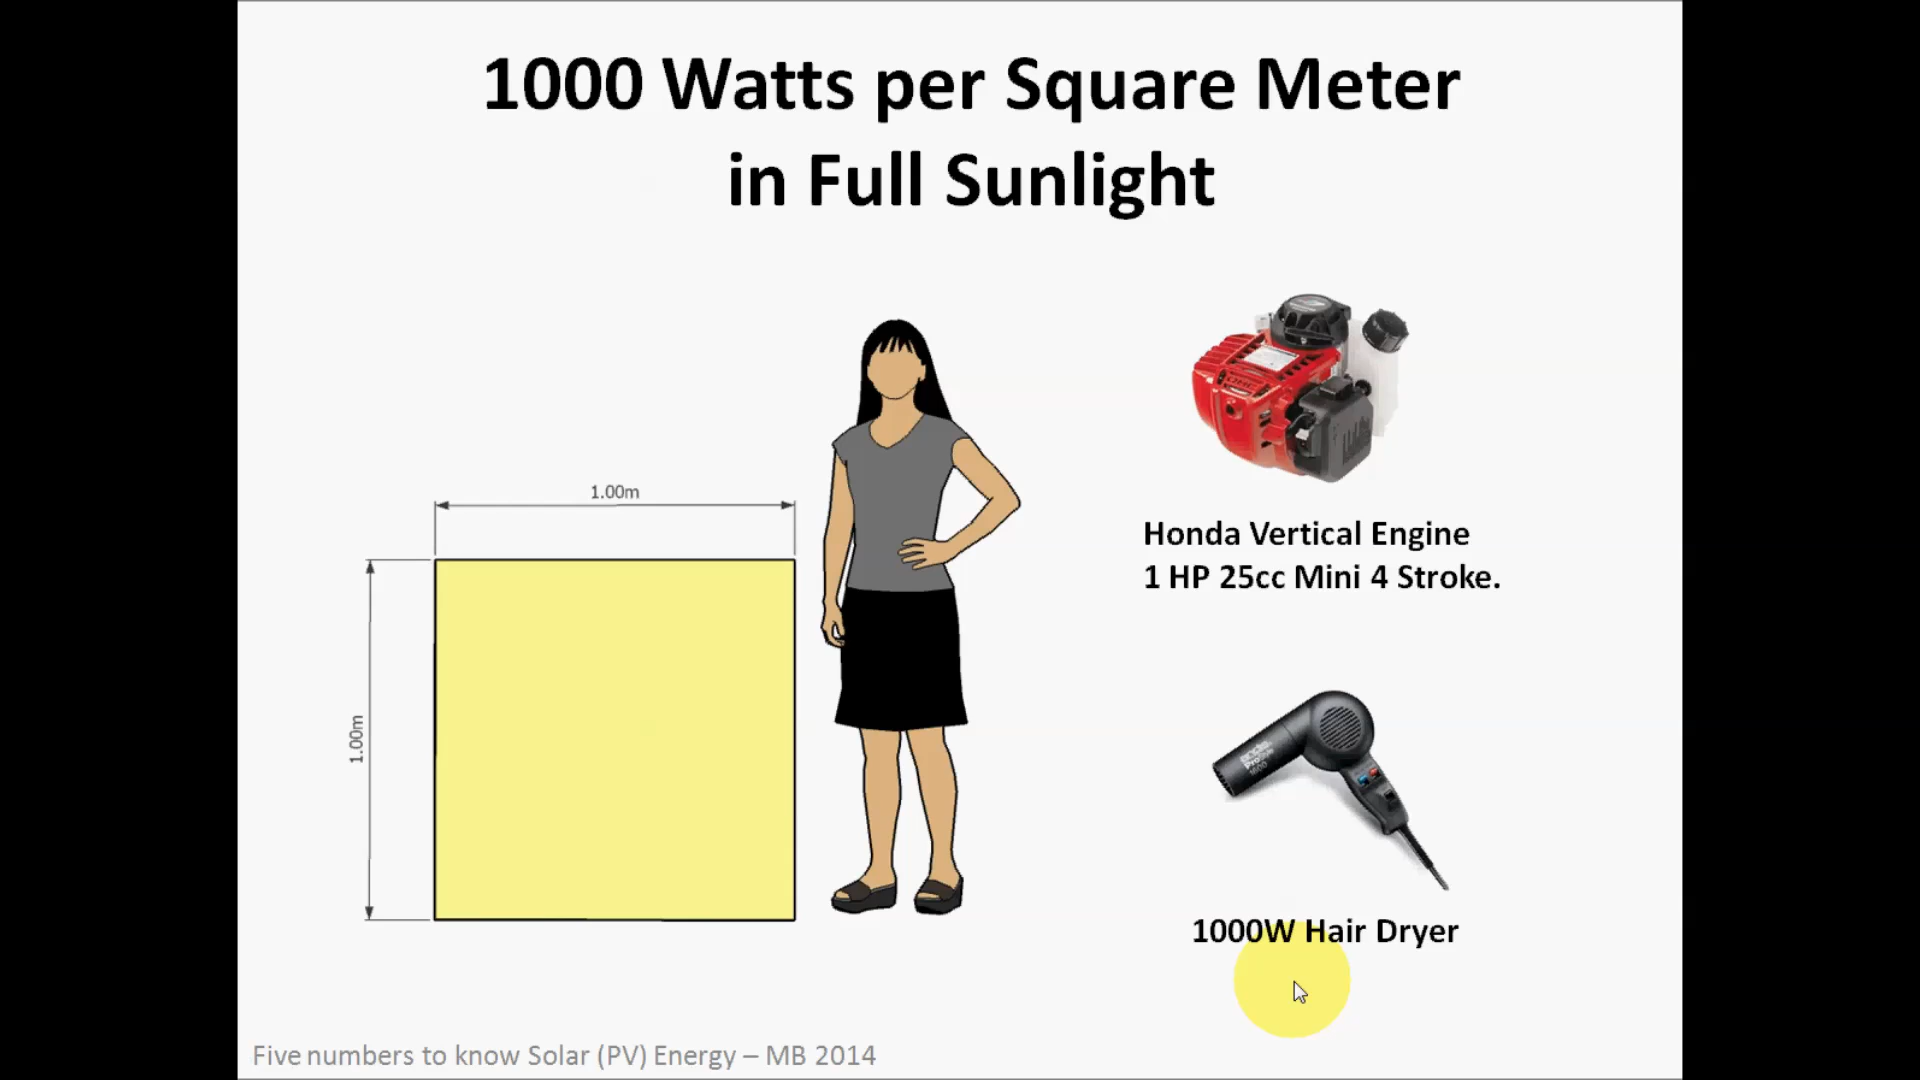 1000 Watts per Square Meter
in Full Sunlight
1.00m
1.00m
Honda Vertical Engine
1 HP 25cc Mini 4 Stroke.
1600
1000W Hair Dryer
Five numbers to know Solar (PV) Energy – MB 2014